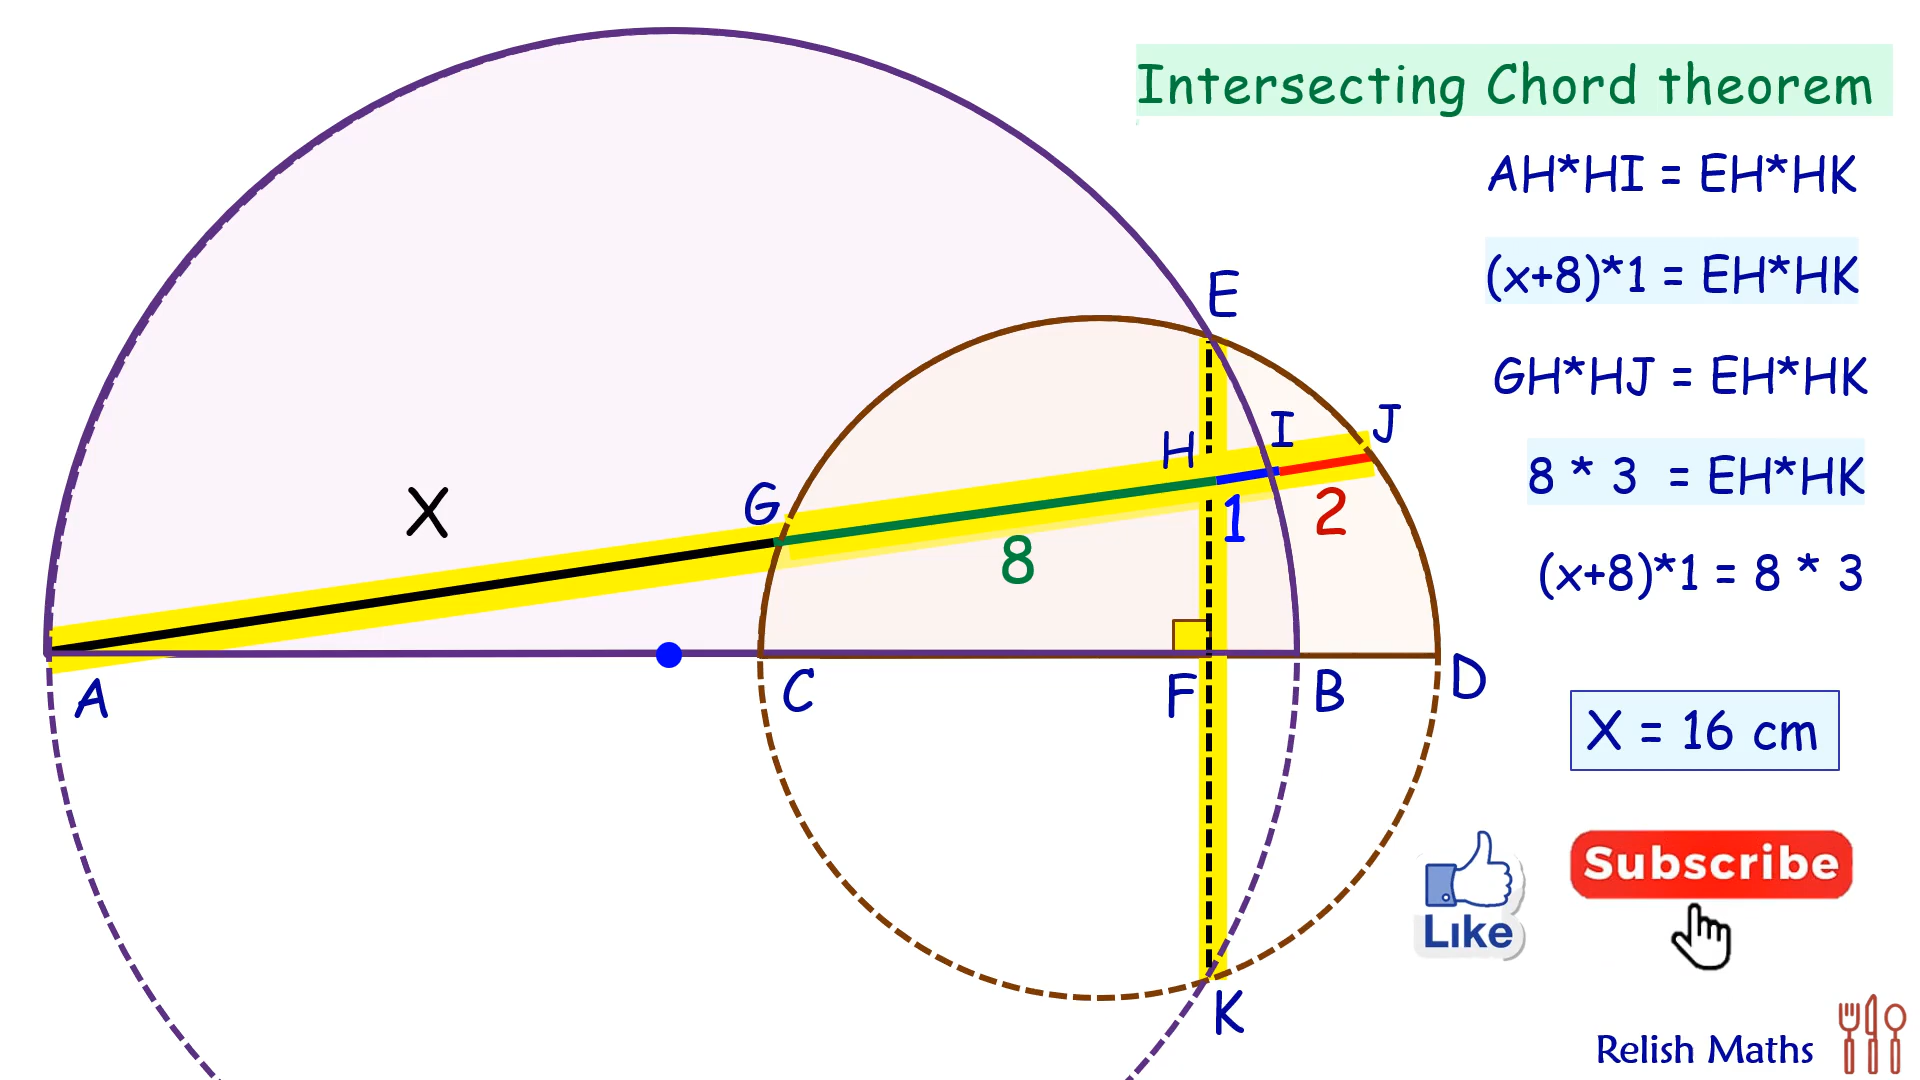 Intersecting Chord theorem
AH*HI = EH*HK
(x+8)*1 = EH*HK
GH*HJ = EH*HK
8 * 3 = EH*HK
(x+8)*1 = 8 * 3
X = 16 cm
E
J
I
H
G
X
1
2
8
A
C
F
B
D
K
Like
Subscribe
Relish Maths